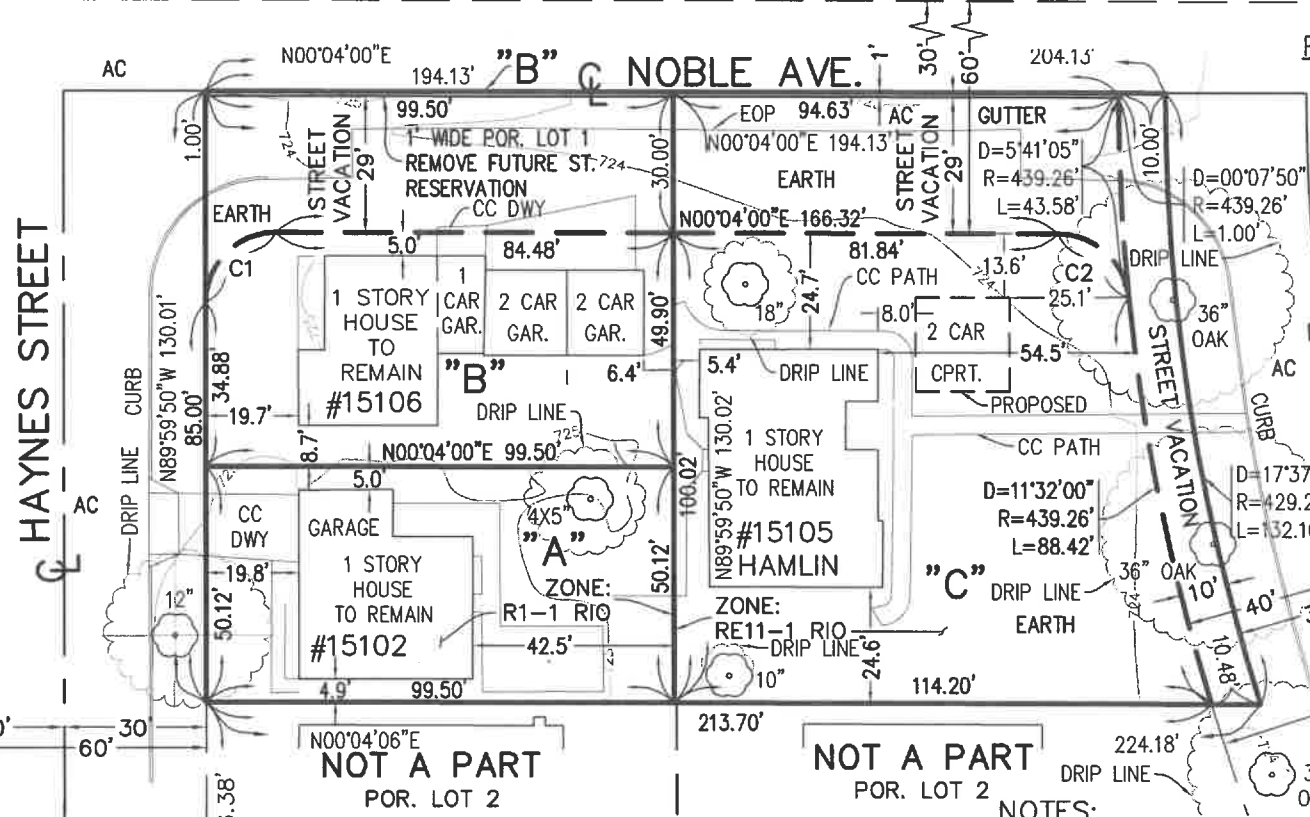 N00°04'00"E
194.13'
"B"
℄ NOBLE AVE.
1'
30'
60'
204.13'
AC
99.50'
EOP
94.63'
AC
GUTTER
1.00'
724
STREET
VACATION
29'
1' WIDE POR. LOT 1
REMOVE FUTURE ST.
RESERVATION
724
30.00'
N00°04'00"E 194.13'
EARTH
STREET
VACATION
29'
D=5°41'05"
R=439.26'
L=43.58'
10.00'
D=00°07'50"
R=439.26'
L=1.00'
EARTH
CC DWY
N00°04'00"E 166.32'
C1
5.0'
84.48'
81.84'
C2
DRIP LINE
CC PATH
13.6'
724
25.1'
1 STORY
HOUSE
TO
REMAIN
#15106
1
CAR
GAR.
2 CAR
GAR.
2 CAR
GAR.
49.90'
18"
24.7'
8.0'
2 CAR
CPRT.
54.5'
PROPOSED
36"
OAK
STREET VACATION
AC
CURB
HAYNES STREET
℄
AC
DRIP LINE
CURB
N89°59'50"W 130.01'
85.00'
34.88'
19.7'
"B"
6.4'
5.4'
DRIP LINE
DRIP LINE
725
8.7'
N00°04'00"E 99.50'
5.0'
100.02'
N89°59'50"W 130.02'
1 STORY
HOUSE
TO REMAIN
#15105
HAMLIN
CC PATH
D=11°32'00"
R=439.26'
L=88.42'
D=17°37
R=429.2
L=132.10
CC
DWY
GARAGE
1 STORY
HOUSE
TO REMAIN
#15102
4X5"
"A"
ZONE:
R1-1 RIO
50.12'
19.8'
50.12'
12"
42.5'
ZONE:
RE11-1 RIO
DRIP LINE
10"
24.6'
"C"
DRIP LINE
EARTH
36" OAK
724
10'
40'
10.48'
4.9'
99.50'
114.20'
213.70'
30
60'
N00°04'06"E
NOT A PART
POR. LOT 2
NOT A PART
POR. LOT 2
224.18'
DRIP LINE
NOTES: